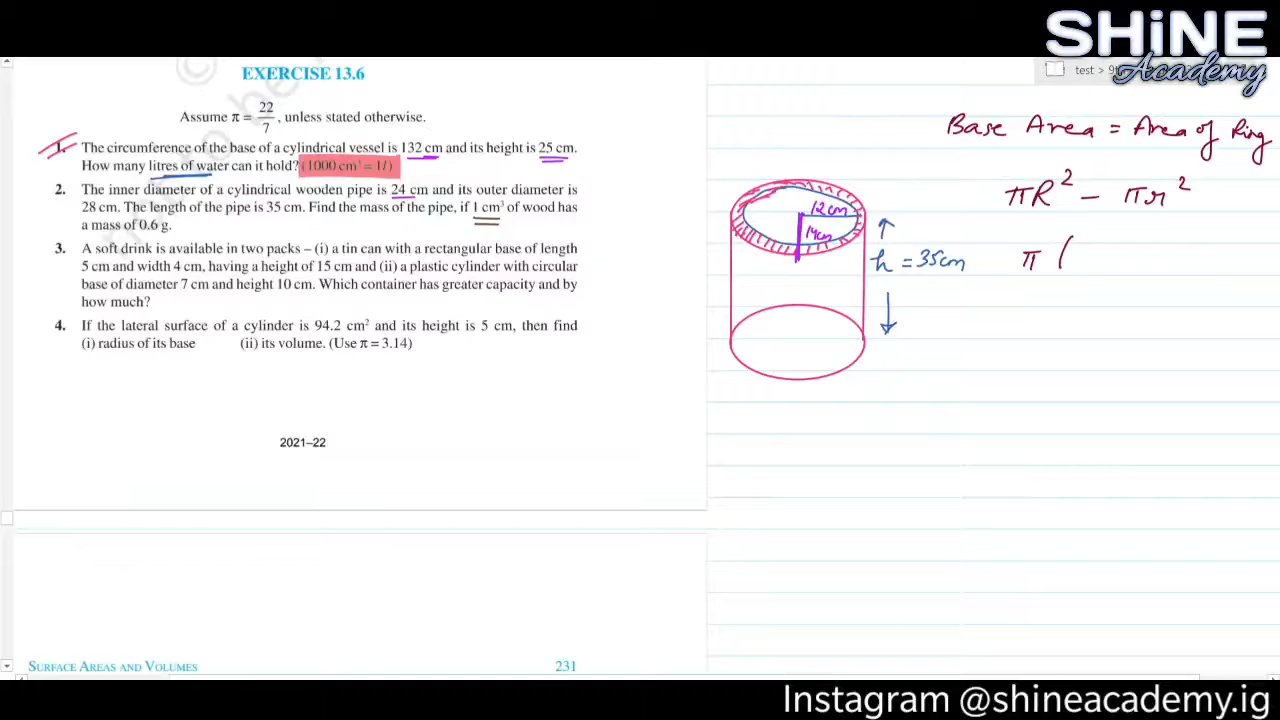 SHiNE
Academy
test > 9t
EXERCISE 13.6
Assume π = 22/7, unless stated otherwise.
1. The circumference of the base of a cylindrical vessel is 132 cm and its height is 25 cm.
How many litres of water can it hold? (1000 cm³ = 1l)
2. The inner diameter of a cylindrical wooden pipe is 24 cm and its outer diameter is
28 cm. The length of the pipe is 35 cm. Find the mass of the pipe, if 1 cm³ of wood has
a mass of 0.6 g.
3. A soft drink is available in two packs – (i) a tin can with a rectangular base of length
5 cm and width 4 cm, having a height of 15 cm and (ii) a plastic cylinder with circular
base of diameter 7 cm and height 10 cm. Which container has greater capacity and by
how much?
4. If the lateral surface of a cylinder is 94.2 cm² and its height is 5 cm, then find
(i) radius of its base (ii) its volume. (Use π = 3.14)
2021–22
SURFACE AREAS AND VOLUMES 231
Base Area = Area of Ring
πR² − πr²
π (
12cm
14cm
h = 35cm
Instagram @shineacademy.ig